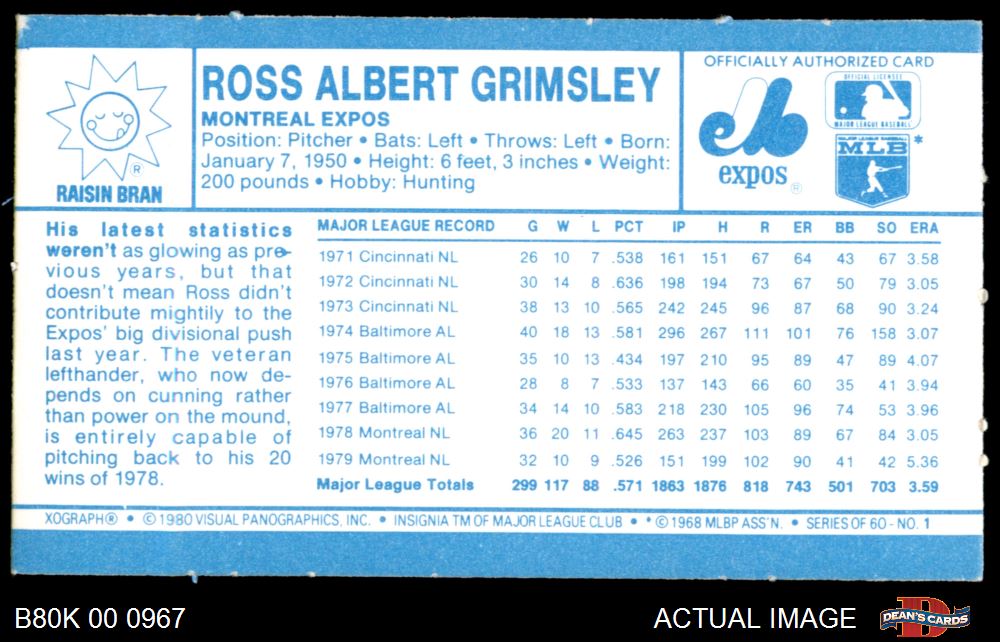 ROSS ALBERT GRIMSLEY
MONTREAL EXPOS
Position: Pitcher • Bats: Left • Throws: Left • Born:
January 7, 1950 • Height: 6 feet, 3 inches • Weight:
200 pounds • Hobby: Hunting
®
RAISIN BRAN
OFFICIALLY AUTHORIZED CARD
expos ®
OFFICIAL LICENSEE
MAJOR LEAGUE BASEBALL
MAJOR LEAGUE BASEBALL
MLB *
His latest statistics
weren't as glowing as pre-
vious years, but that
doesn't mean Ross didn't
contribute mightily to the
Expos' big divisional push
last year. The veteran
lefthander, who now de-
pends on cunning rather
than power on the mound,
is entirely capable of
pitching back to his 20
wins of 1978.
MAJOR LEAGUE RECORD G W L PCT IP H R ER BB SO ERA
1971 Cincinnati NL 26 10 7 .538 161 151 67 64 43 67 3.58
1972 Cincinnati NL 30 14 8 .636 198 194 73 67 50 79 3.05
1973 Cincinnati NL 38 13 10 .565 242 245 96 87 68 90 3.24
1974 Baltimore AL 40 18 13 .581 296 267 111 101 76 158 3.07
1975 Baltimore AL 35 10 13 .434 197 210 95 89 47 89 4.07
1976 Baltimore AL 28 8 7 .533 137 143 66 60 35 41 3.94
1977 Baltimore AL 34 14 10 .583 218 230 105 96 74 53 3.96
1978 Montreal NL 36 20 11 .645 263 237 103 89 67 84 3.05
1979 Montreal NL 32 10 9 .526 151 199 102 90 41 42 5.36
Major League Totals 299 117 88 .571 1863 1876 818 743 501 703 3.59
XOGRAPH® • © 1980 VISUAL PANOGRAPHICS, INC. • INSIGNIA TM OF MAJOR LEAGUE CLUB • * © 1968 MLBP ASS'N. • SERIES OF 60 - NO. 1
B80K 00 0967
ACTUAL IMAGE
DEAN'S CARDS